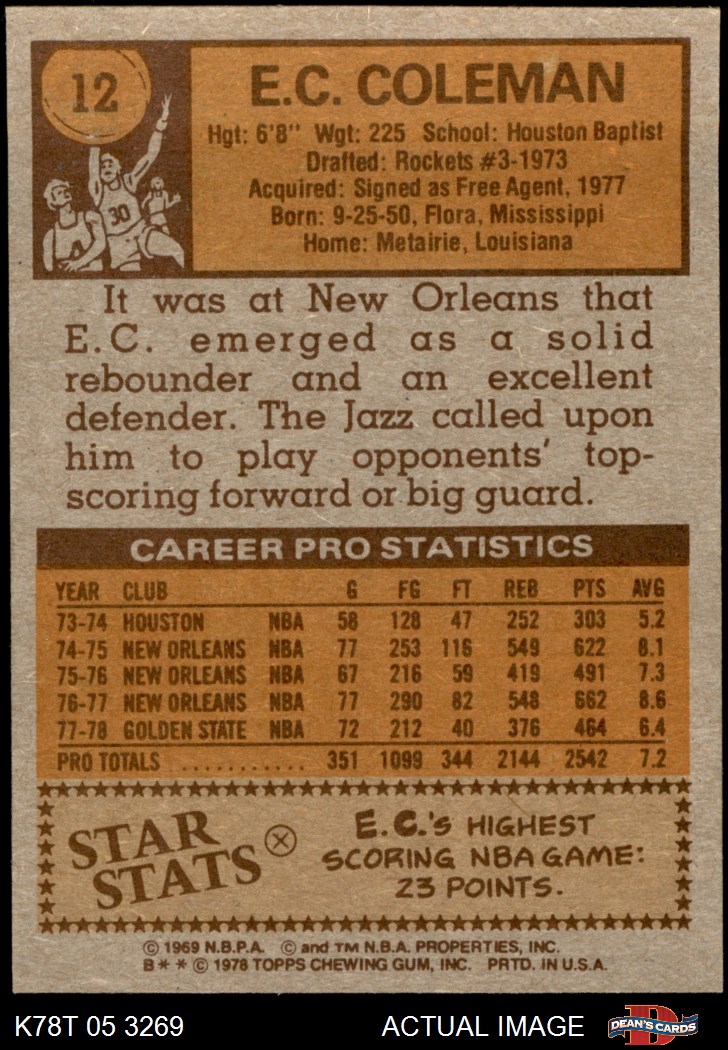 12
E.C. COLEMAN
Hgt: 6'8" Wgt: 225 School: Houston Baptist
Drafted: Rockets #3-1973
Acquired: Signed as Free Agent, 1977
Born: 9-25-50, Flora, Mississippi
Home: Metairie, Louisiana
30
It was at New Orleans that
E.C. emerged as a solid
rebounder and an excellent
defender. The Jazz called upon
him to play opponents' top-
scoring forward or big guard.
CAREER PRO STATISTICS
YEAR CLUB G FG FT REB PTS AVG
73-74 HOUSTON NBA 58 128 47 252 303 5.2
74-75 NEW ORLEANS NBA 77 253 116 549 622 8.1
75-76 NEW ORLEANS NBA 67 216 59 419 491 7.3
76-77 NEW ORLEANS NBA 77 290 82 548 662 8.6
77-78 GOLDEN STATE NBA 72 212 40 376 464 6.4
PRO TOTALS ........... 351 1099 344 2144 2542 7.2
STAR
STATS
E.C.'S HIGHEST
SCORING NBA GAME:
23 POINTS.
© 1969 N.B.P.A. © and TM N.B.A. PROPERTIES, INC.
B** © 1978 TOPPS CHEWING GUM, INC. PRTD. IN U.S.A.
K78T 05 3269 ACTUAL IMAGE D DEAN'S CARDS